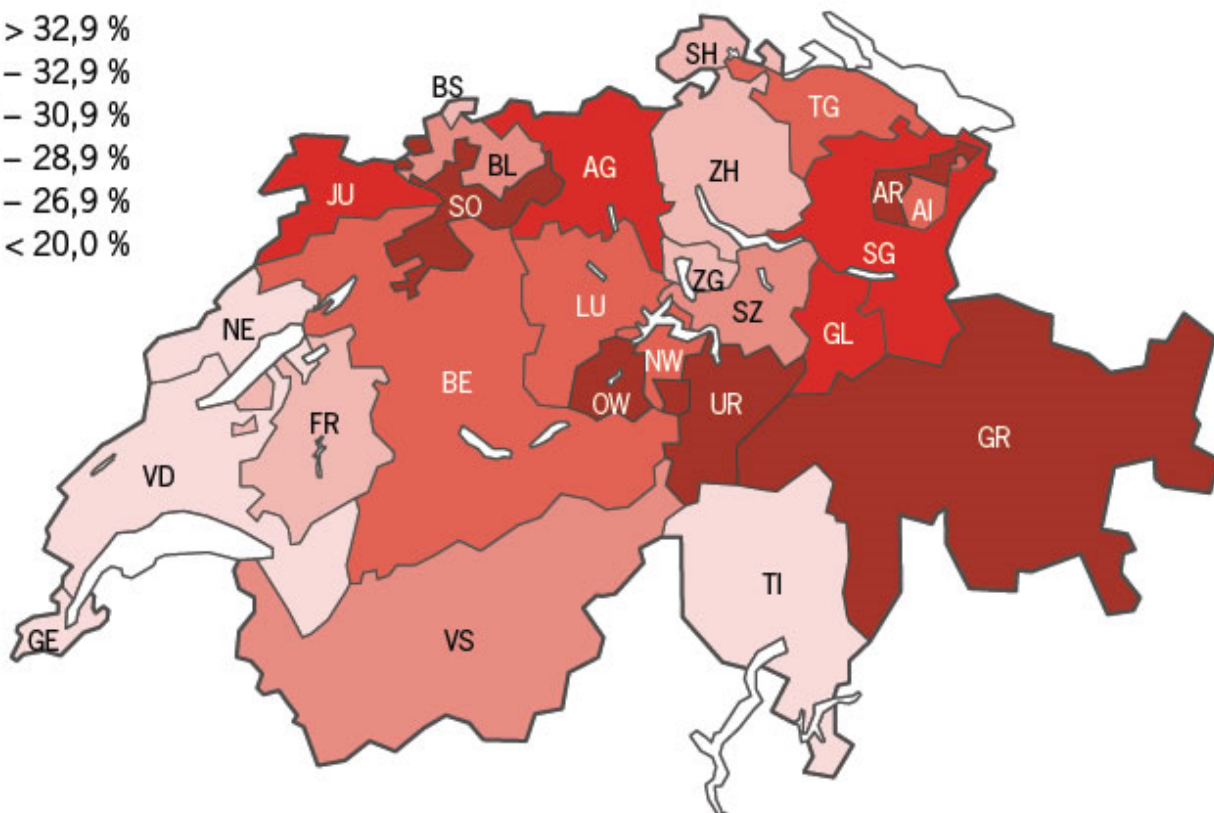 > 32,9 %
– 32,9 %
– 30,9 %
– 28,9 %
– 26,9 %
< 20,0 %
SH
BS
TG
BL
AG
ZH
JU
SO
AR
AI
SG
ZG
LU
SZ
NE
GL
NW
BE
OW
UR
FR
GR
VD
TI
GE
VS